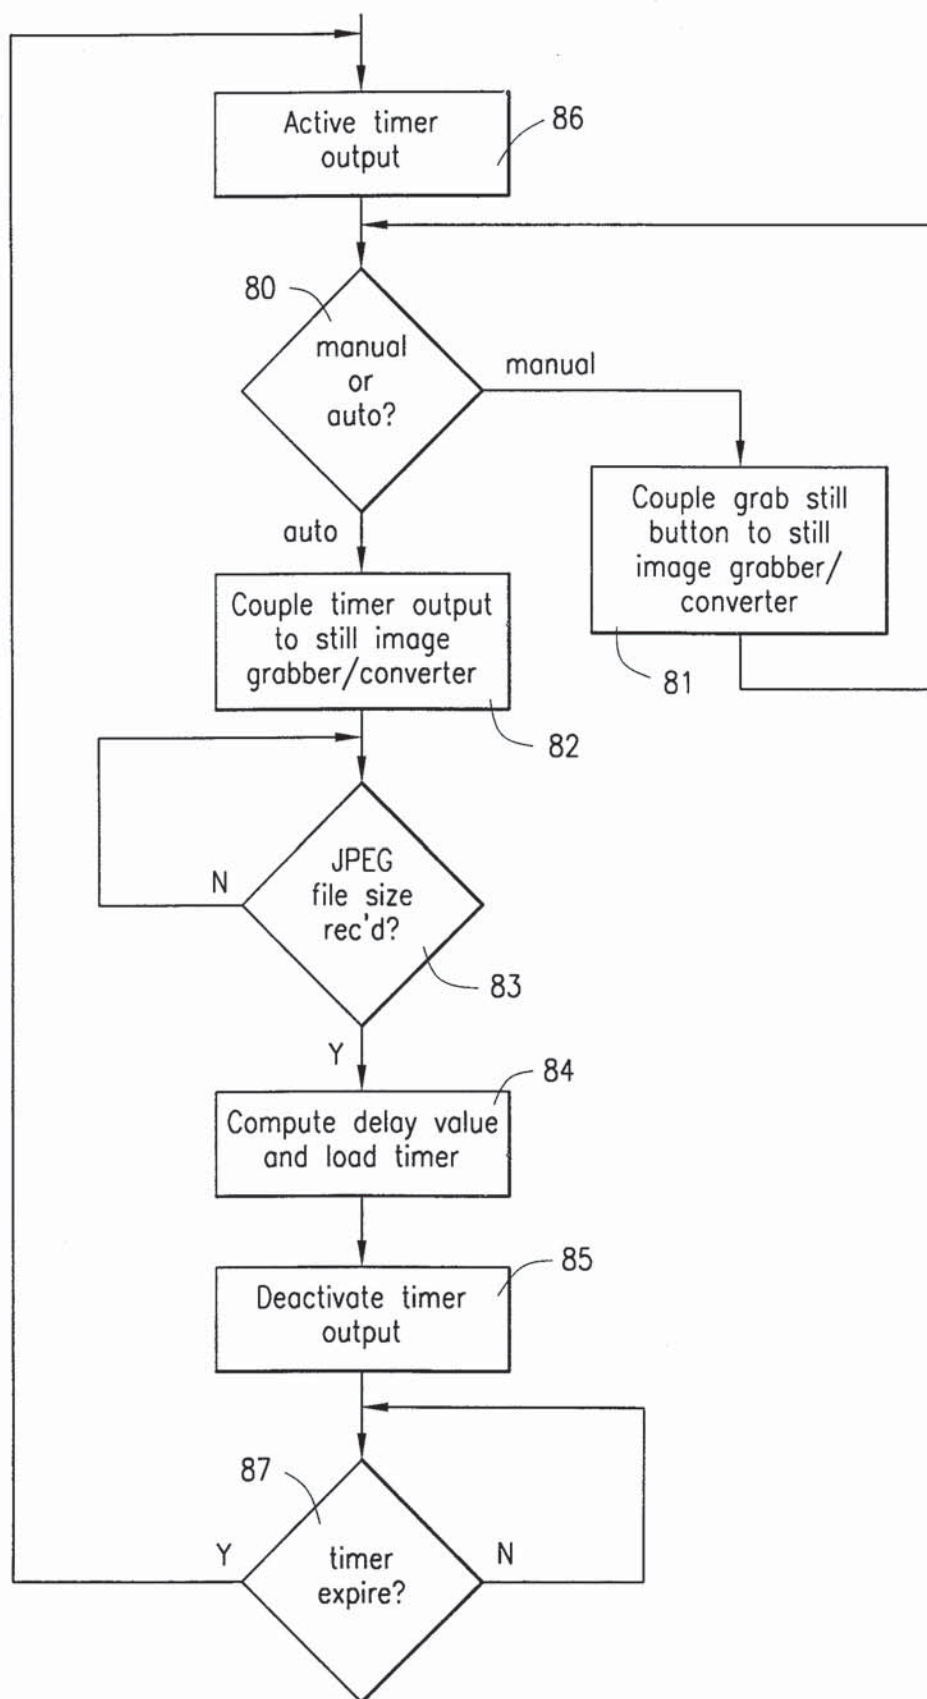 Active timer
output
86
80
manual
or
auto?
manual
Couple grab still
button to still
image grabber/
converter
81
auto
Couple timer output
to still image
grabber/converter
82
JPEG
file size
rec'd?
N
83
Y
84
Compute delay value
and load timer
85
Deactivate timer
output
87
Y
timer
expire?
N